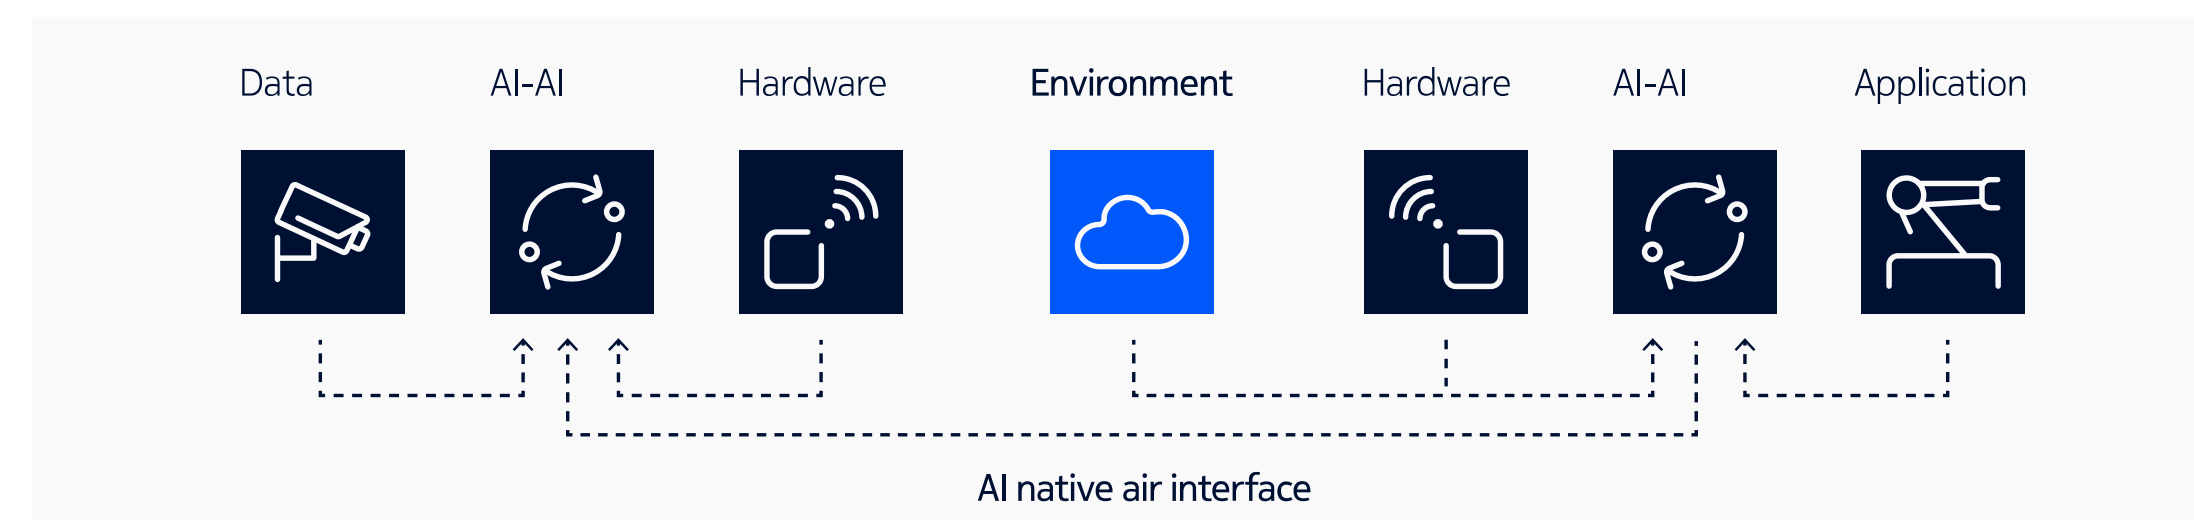 Data AI-AI Hardware Environment Hardware AI-AI Application
AI native air interface